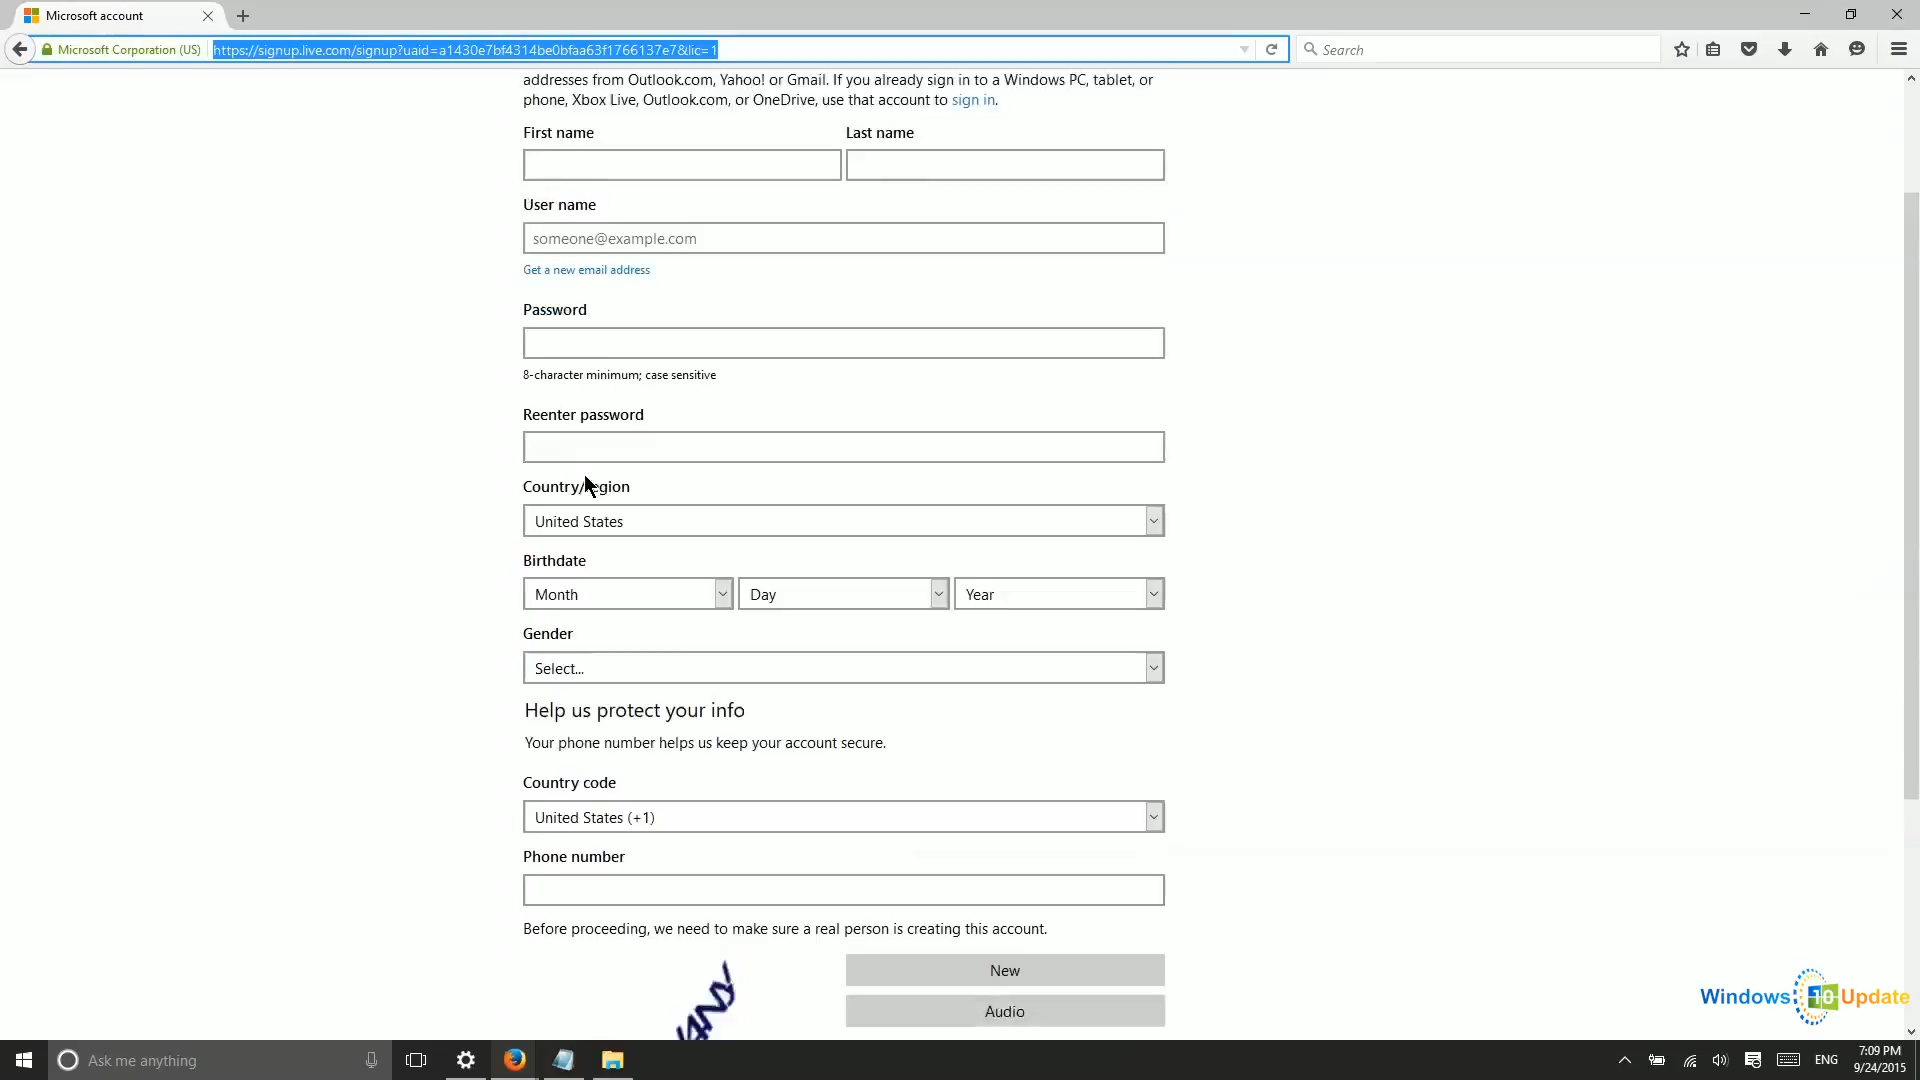 Microsoft account
Microsoft Corporation (US)
https://signup.live.com/signup?uaid=a1430e7bf4314be0bfaa63f1766137e7&lic=1
Search
addresses from Outlook.com, Yahoo! or Gmail. If you already sign in to a Windows PC, tablet, or
phone, Xbox Live, Outlook.com, or OneDrive, use that account to sign in.
First name
Last name
User name
someone@example.com
Get a new email address
Password
8-character minimum; case sensitive
Reenter password
Country/region
United States
Birthdate
Month
Day
Year
Gender
Select...
Help us protect your info
Your phone number helps us keep your account secure.
Country code
United States (+1)
Phone number
Before proceeding, we need to make sure a real person is creating this account.
New
Audio
Windows 10 Update
Ask me anything
ENG
7:09 PM
9/24/2015